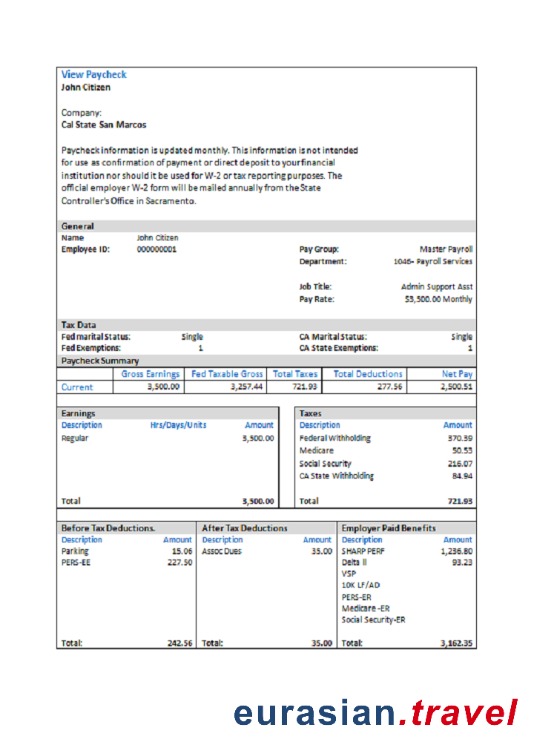 View Paycheck
John Citizen
Company:
Cal State San Marcos
Paycheck information is updated monthly. This information is not intended
for use as confirmation of payment or direct deposit to your financial
institution nor should it be used for W-2 or tax reporting purposes. The
official employer W-2 form will be mailed annually from the State
Controller's Office in Sacramento.
General
Name John Citizen
Employee ID: 000000001 Pay Group: Master Payroll
Department: 1046- Payroll Services
Job Title: Admin Support Asst
Pay Rate: $3,500.00 Monthly
Tax Data
Fed marital Status: Single CA Marital Status: Single
Fed Exemptions: 1 CA State Exemptions: 1
Paycheck Summary
Gross Earnings Fed Taxable Gross Total Taxes Total Deductions Net Pay
Current 3,500.00 3,257.44 721.93 277.56 2,500.51
Earnings Taxes
Description Hrs/Days/Units Amount Description Amount
Regular 3,500.00 Federal Withholding 370.39
Medicare 50.53
Social Security 216.07
CA State Withholding 84.94
Total 3,500.00 Total 721.93
Before Tax Deductions. After Tax Deductions Employer Paid Benefits
Description Amount Description Amount Description Amount
Parking 15.06 Assoc Dues 35.00 SHARP PERF 1,236.80
PERS-EE 227.50 Delta II 93.23
VSP
10K LF/AD
PERS-ER
Medicare -ER
Social Security-ER
Total: 242.56 Total: 35.00 Total: 3,162.35
eurasian.travel